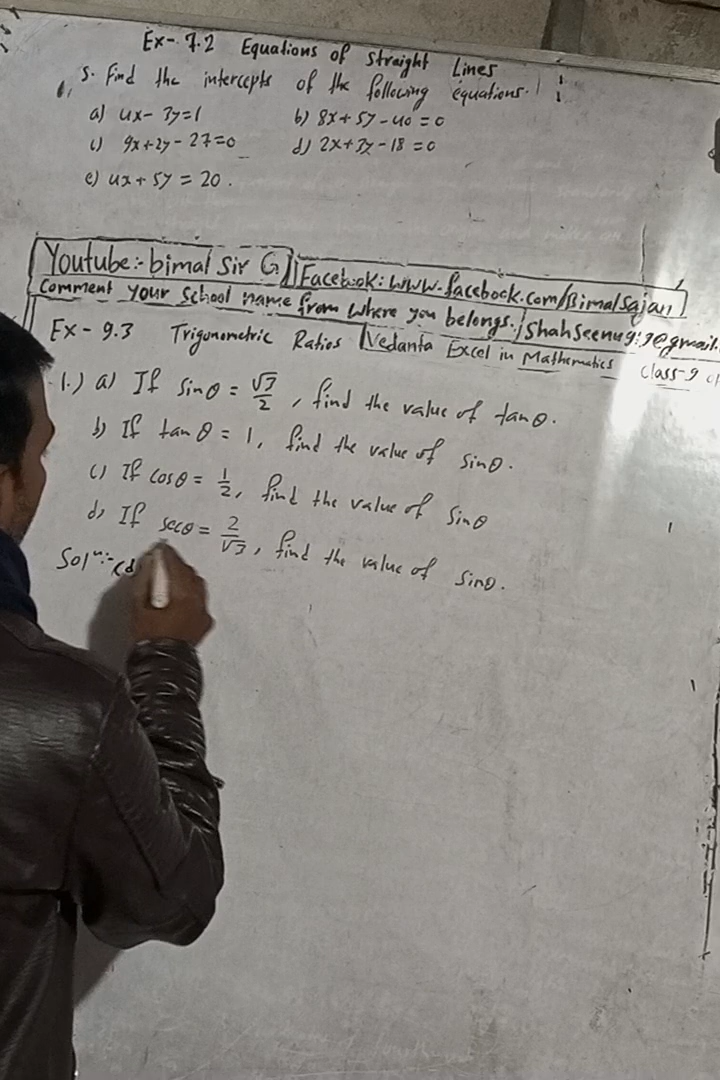 Ex-7.2 Equations of straight Lines
5. Find the intercepts of the following equations.
a) 4x-3y=1 b) 8x+5y-40=0
c) 9x+2y-27=0 d) 2x+3y-18=0
e) 4x+5y=20.
Youtube:-bimal Sir G Facebook: www.facebook.com/Bimalsajan
Comment your School name from where you belongs.
Ex-9.3 Trigonometric Ratios Vedanta Excel in Mathematics class-9
1.) a) If sinθ = √3/2, find the value of tanθ.
b) If tanθ = 1, find the value of sinθ.
c) If cosθ = 1/2, find the value of sinθ
d) If secθ = 2/√3, find the value of sinθ.
Solⁿ:- (d